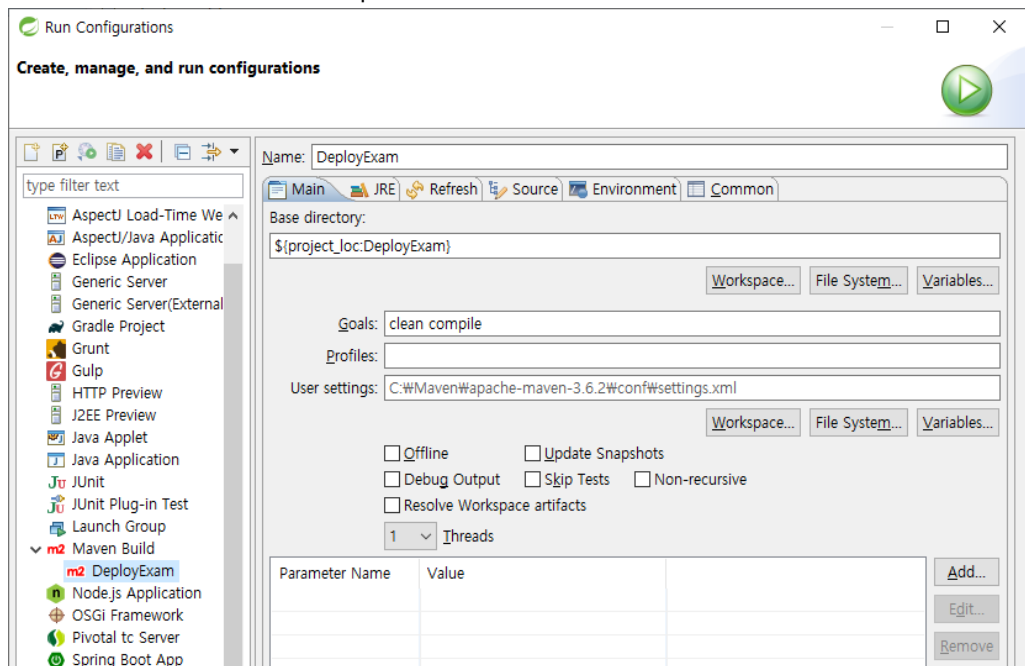 Run Configurations
Create, manage, and run configurations
type filter text
AspectJ Load-Time We
AspectJ/Java Applicatic
Eclipse Application
Generic Server
Generic Server(External
Gradle Project
Grunt
Gulp
HTTP Preview
J2EE Preview
Java Applet
Java Application
JUnit
JUnit Plug-in Test
Launch Group
Maven Build
m2 DeployExam
Node.js Application
OSGi Framework
Pivotal tc Server
Spring Boot App
Name: DeployExam
Main JRE Refresh Source Environment Common
Base directory:
${project_loc:DeployExam}
Workspace... File System... Variables...
Goals: clean compile
Profiles:
User settings: C:₩Maven₩apache-maven-3.6.2₩conf₩settings.xml
Workspace... File System... Variables...
Offline Update Snapshots
Debug Output Skip Tests Non-recursive
Resolve Workspace artifacts
1 Threads
Parameter Name Value
Add...
Edit...
Remove